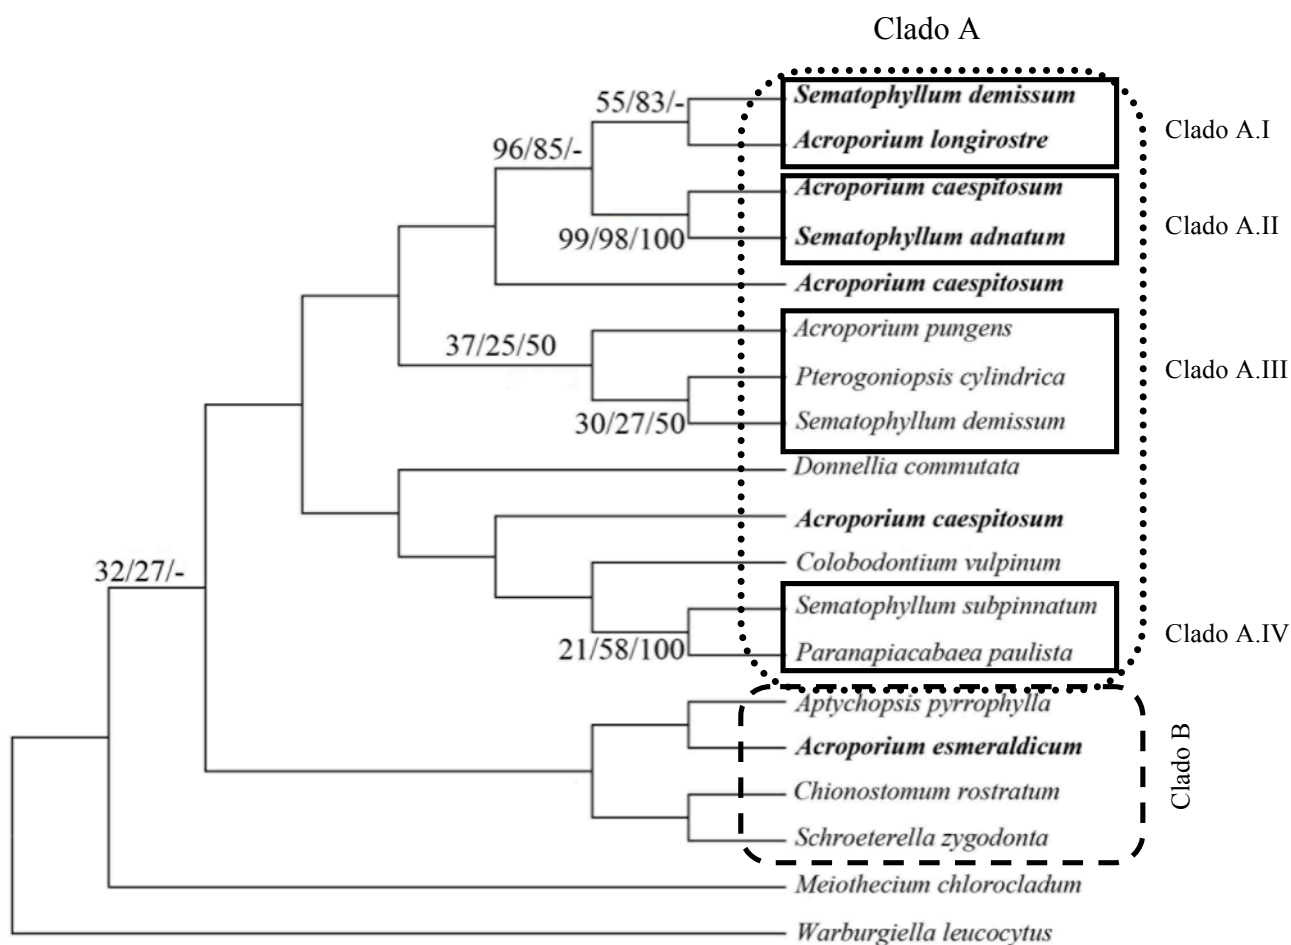 Clado A
55/83/-
Sematophyllum demissum
Acroporium longirostre
Clado A.I
96/85/-
Acroporium caespitosum
99/98/100
Sematophyllum adnatum
Clado A.II
Acroporium caespitosum
Acroporium pungens
37/25/50
Pterogoniopsis cylindrica
Clado A.III
30/27/50
Sematophyllum demissum
Donnellia commutata
Acroporium caespitosum
32/27/-
Colobodontium vulpinum
Sematophyllum subpinnatum
21/58/100
Paranapiacabaea paulista
Clado A.IV
Aptychopsis pyrrophylla
Acroporium esmeraldicum
Clado B
Chionostomum rostratum
Schroeterella zygodonta
Meiothecium chlorocladum
Warburgiella leucocytus